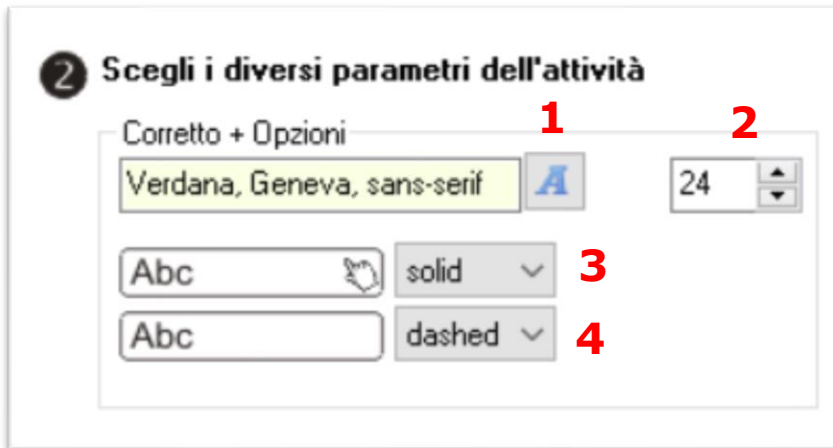 2 Scegli i diversi parametri dell'attività
Corretto + Opzioni 1 2
Verdana, Geneva, sans-serif A 24
Abc solid 3
Abc dashed 4